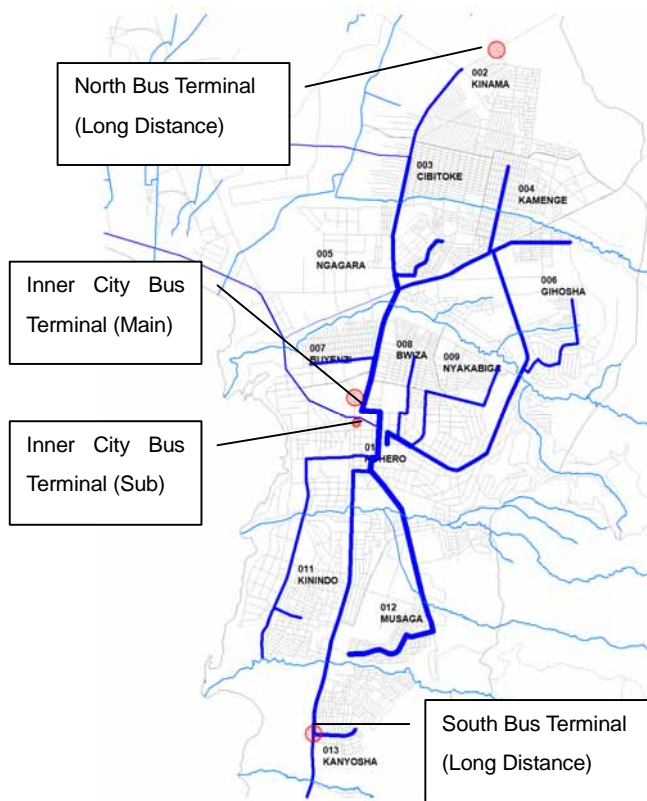 North Bus Terminal
(Long Distance)
002
KINAMA
003
CIBITOKE
004
KAMENGE
005
NGAGARA
006
GIHOSHA
Inner City Bus
Terminal (Main)
007
BUYENZI
008
BWIZA
009
NYAKABIGA
Inner City Bus
Terminal (Sub)
011
KININDO
012
MUSAGA
South Bus Terminal
(Long Distance)
013
KANYOSHA